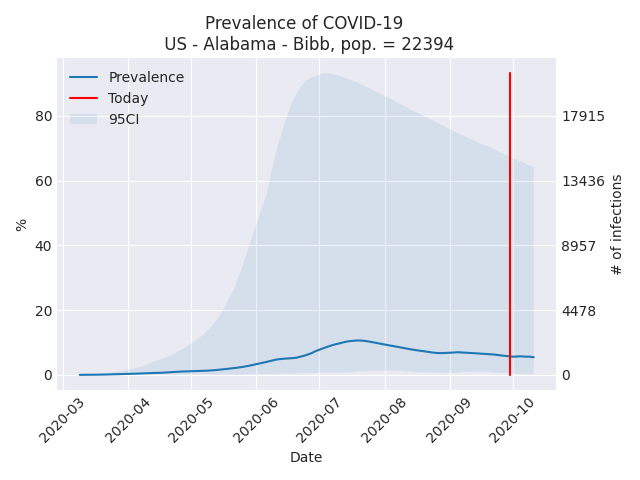 Prevalence of COVID-19
US - Alabama - Bibb, pop. = 22394
Prevalence
Today
95CI
%
80
60
40
20
0
17915
13436
8957
4478
0
# of infections
2020-03
2020-04
2020-05
2020-06
2020-07
2020-08
2020-09
2020-10
Date